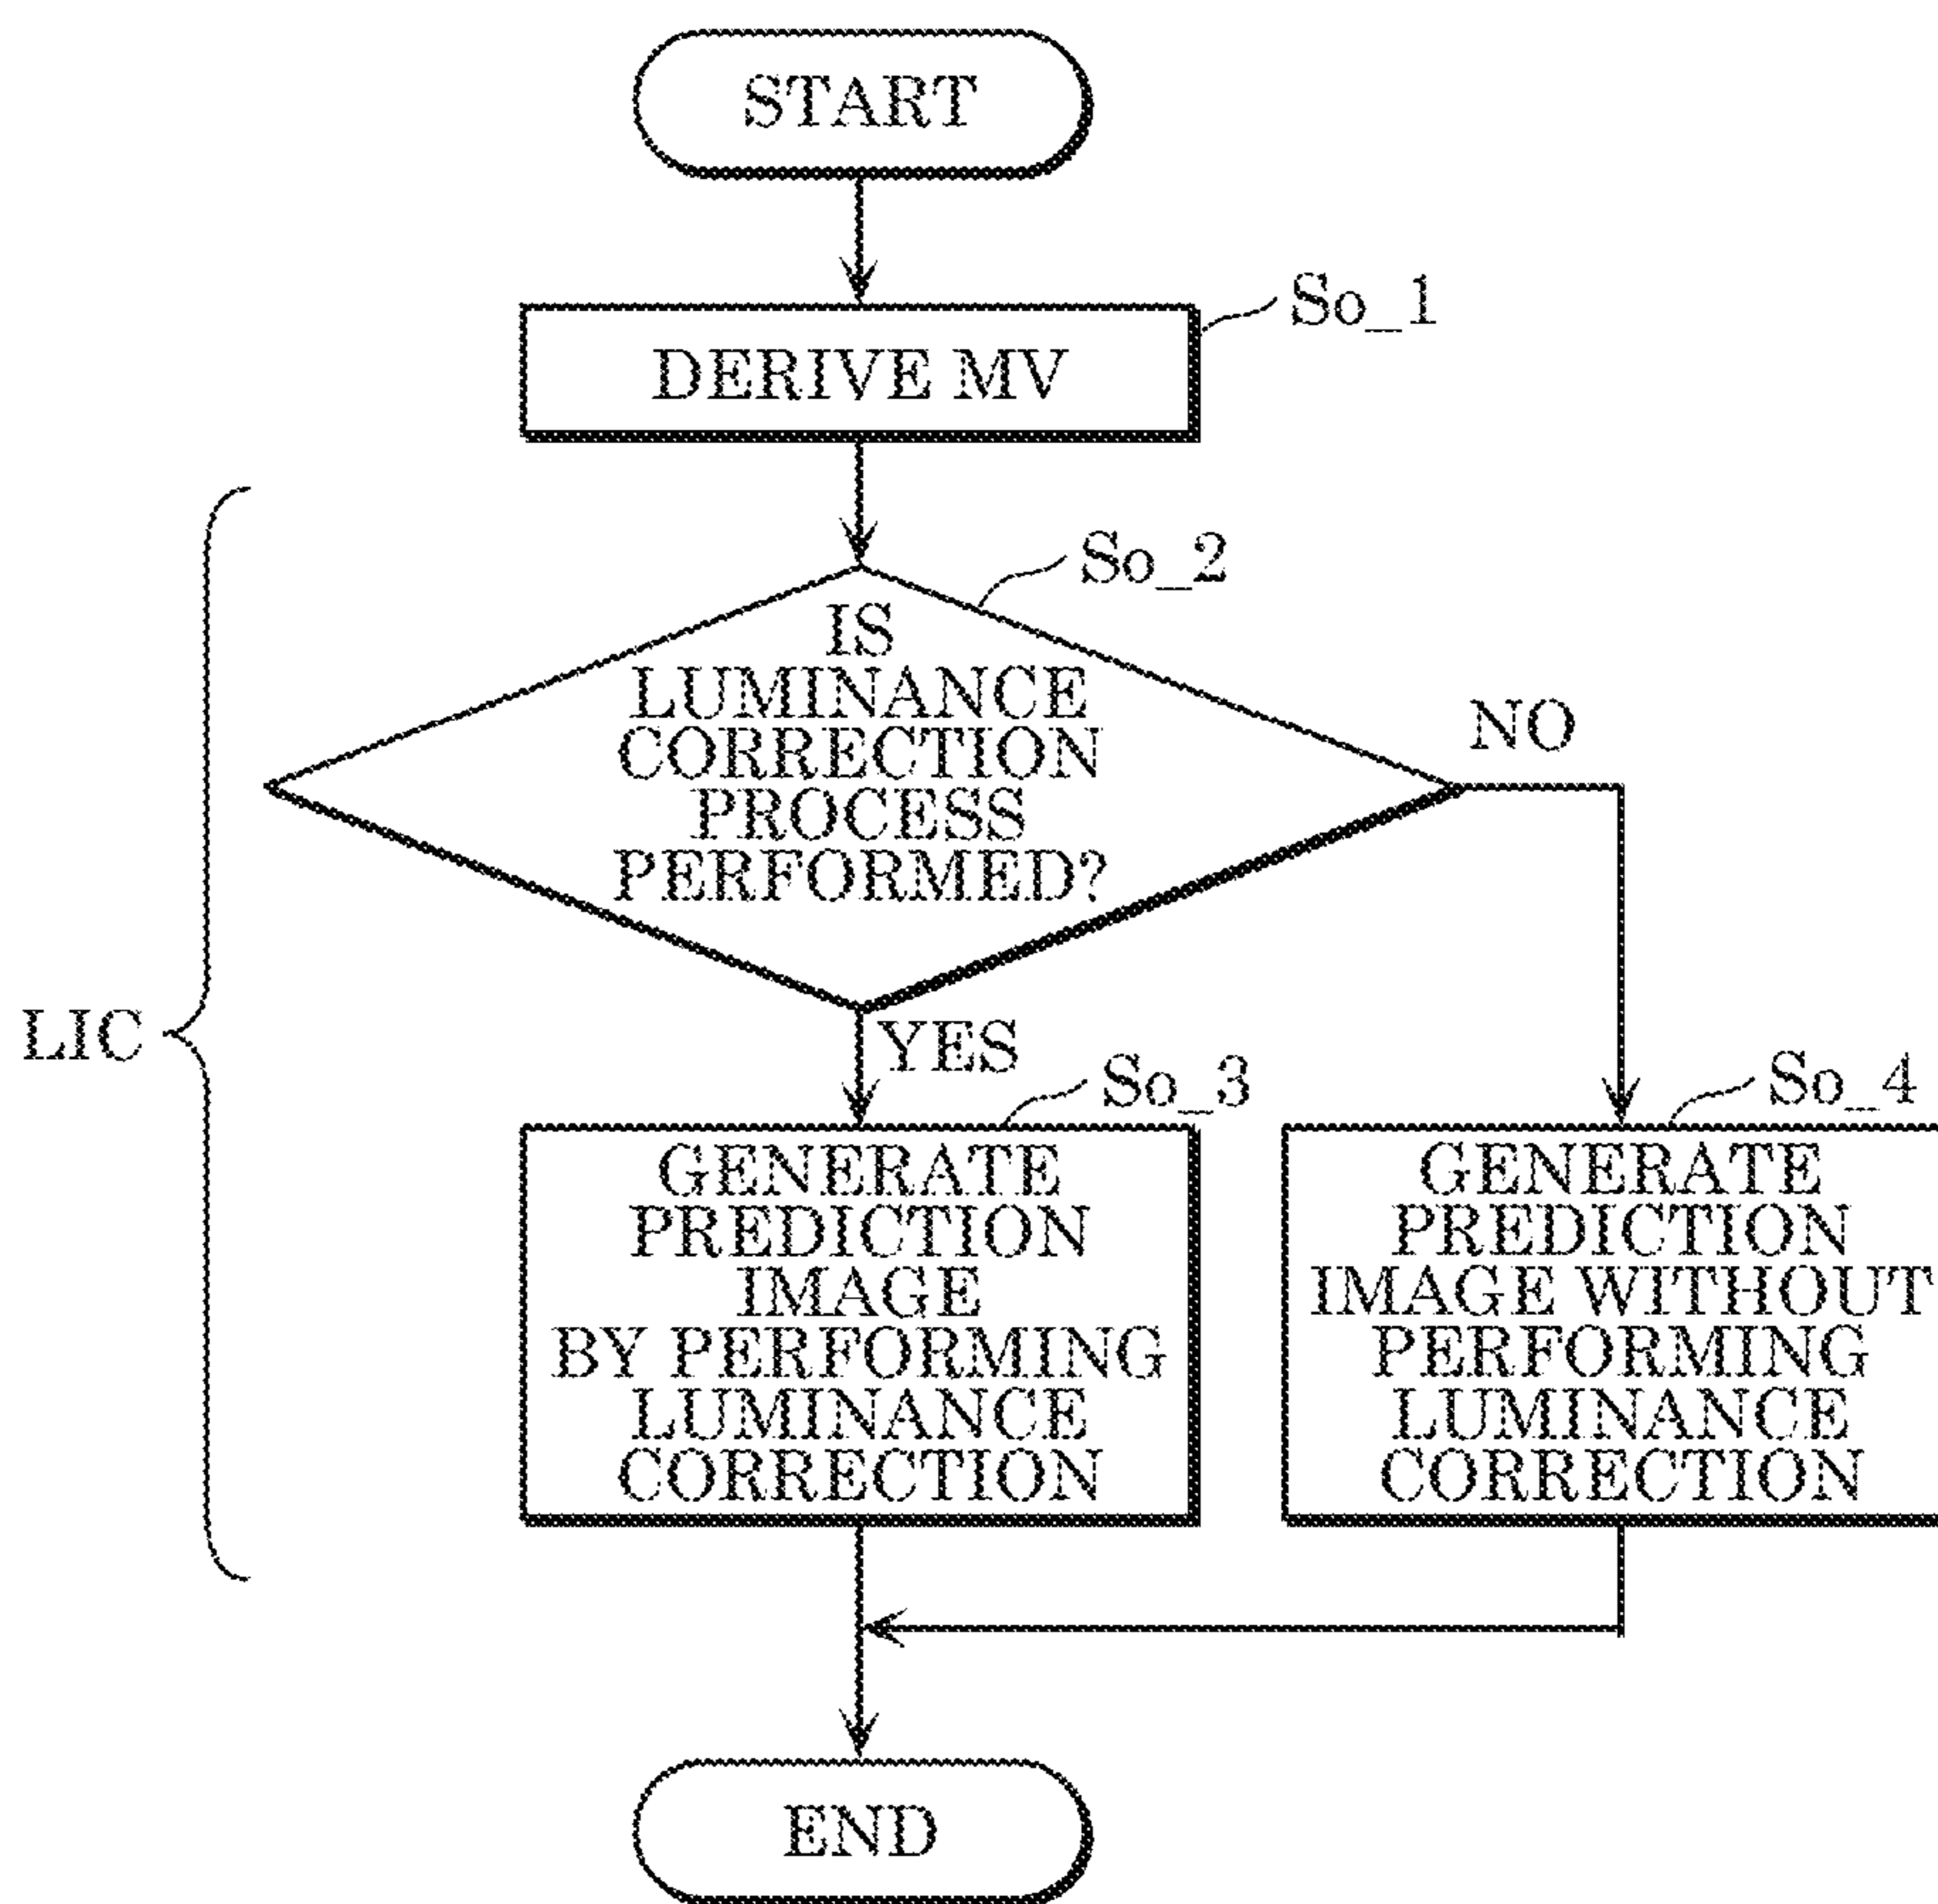 START
So_1
DERIVE MV
So_2
IS
LUMINANCE
CORRECTION
PROCESS
PERFORMED?
NO
LIC
YES
So_3
GENERATE
PREDICTION
IMAGE
BY PERFORMING
LUMINANCE
CORRECTION
So_4
GENERATE
PREDICTION
IMAGE WITHOUT
PERFORMING
LUMINANCE
CORRECTION
END